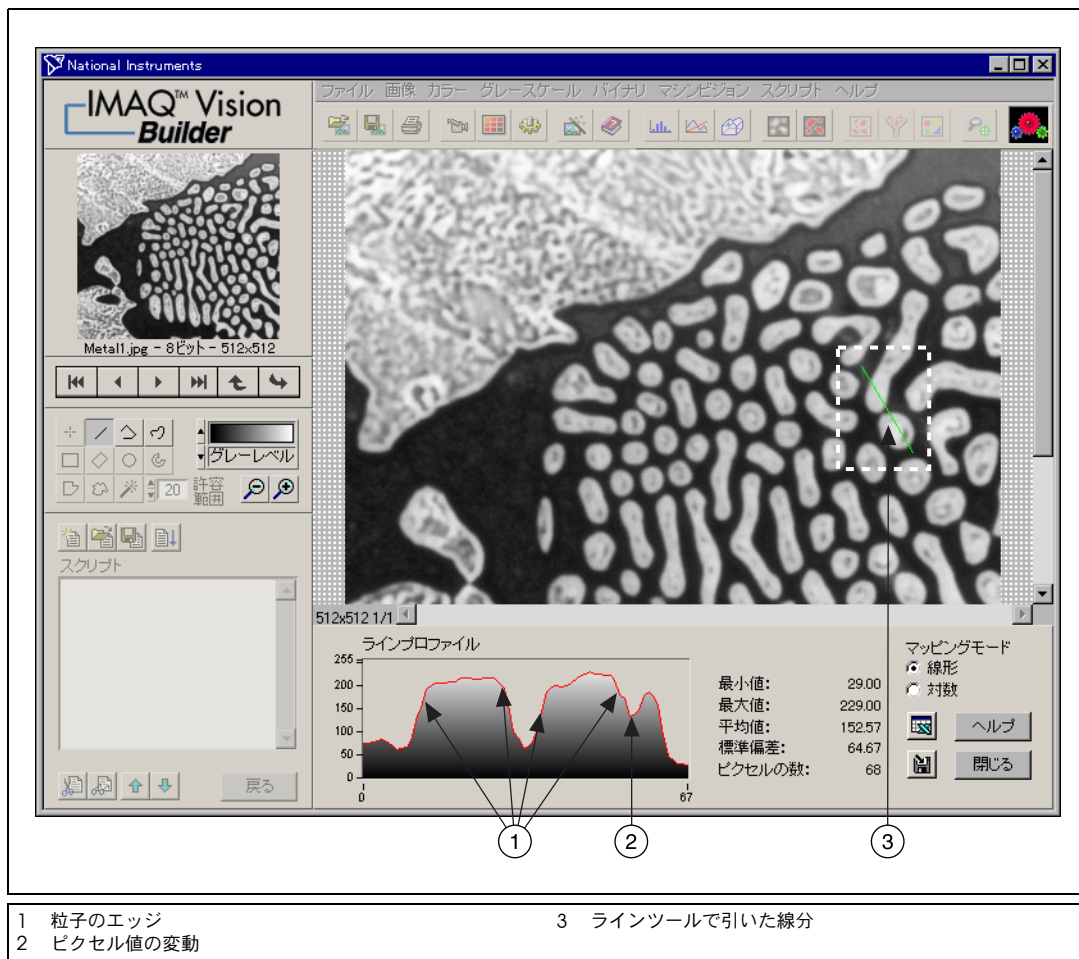 National Instruments
IMAQ™ Vision
Builder
ファイル 画像 カラー グレースケール バイナリ マシンビジョン スクリプト ヘルプ
Metal1.jpg - 8ビット - 512x512
グレーレベル
20 許容範囲
スクリプト
戻る
512x512 1/1
ラインプロファイル
255
200
150
100
50
0
0
67
最小値: 29.00
最大値: 229.00
平均値: 152.57
標準偏差: 64.67
ピクセルの数: 68
マッピングモード
線形
対数
ヘルプ
閉じる
1
2
3
1 粒子のエッジ
2 ピクセル値の変動
3 ラインツールで引いた線分